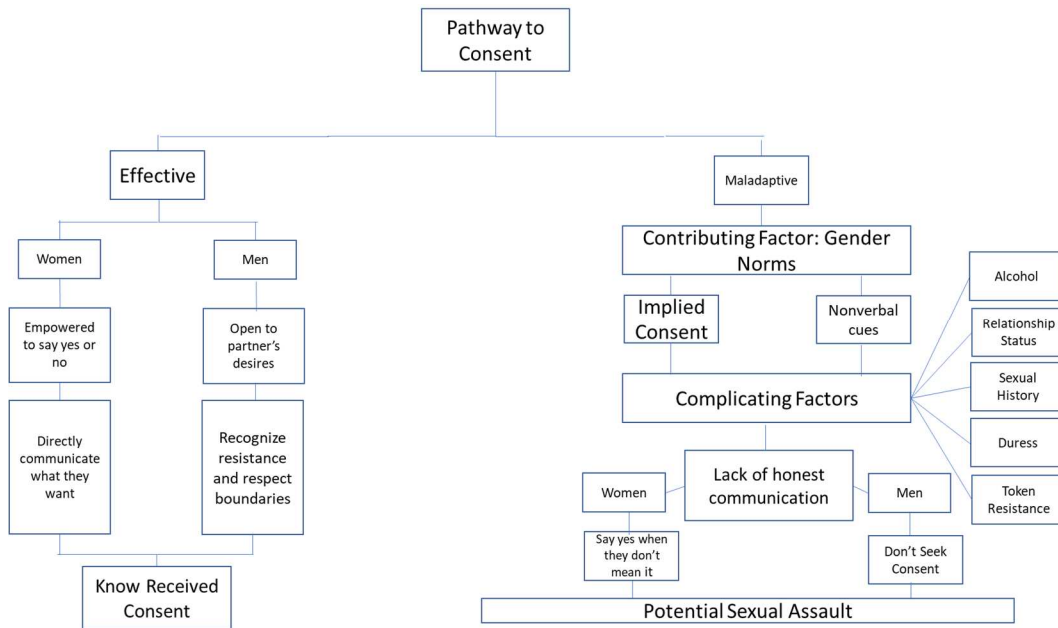 Pathway to
Consent
Effective
Women
Men
Empowered
to say yes or
no
Open to
partner's
desires
Directly
communicate
what they
want
Recognize
resistance
and respect
boundaries
Know Received
Consent
Maladaptive
Contributing Factor: Gender
Norms
Implied
Consent
Nonverbal
cues
Complicating Factors
Alcohol
Relationship
Status
Sexual
History
Duress
Token
Resistance
Lack of honest
communication
Women
Men
Say yes when
they don't
mean it
Don't Seek
Consent
Potential Sexual Assault